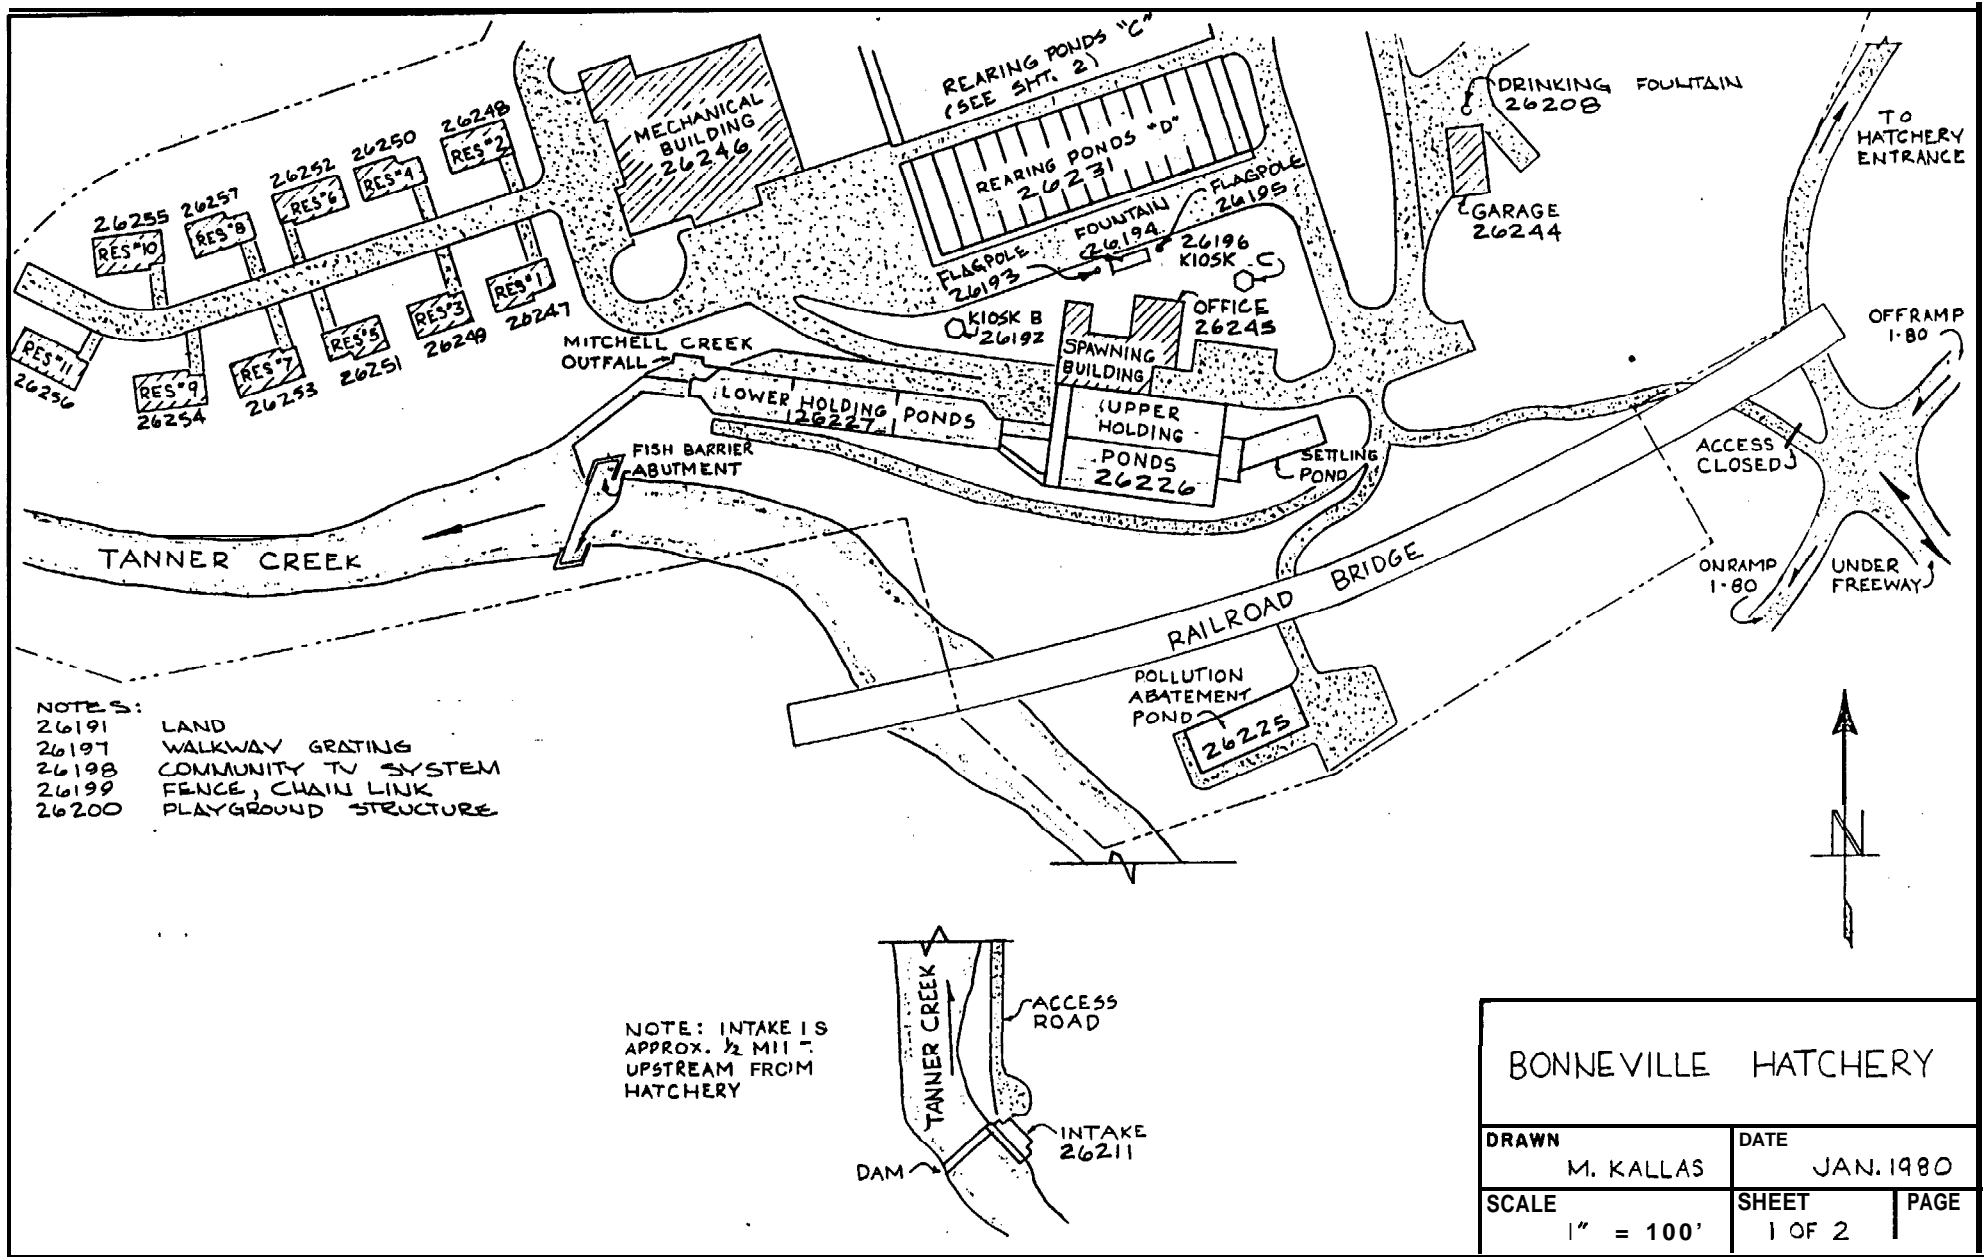 REARING PONDS "C"
(SEE SHT. 2)
DRINKING FOUNTAIN
26208
TO
HATCHERY
ENTRANCE
MECHANICAL
BUILDING
26246
REARING PONDS "D"
26231
26248
RES#2
26250
RES#4
26252
RES#6
26257
RES#8
26255
RES#10
FLAGPOLE
26195
FOUNTAIN
26194
FLAGPOLE
26193
26196
KIOSK C
GARAGE
26244
RES#1
26247
RES#3
26249
RES#5
26251
RES#7
26253
RES#9
26254
RES#11
26256
KIOSK B
26192
OFFICE
26245
SPAWNING
BUILDING
OFFRAMP
1-80
MITCHELL CREEK
OUTFALL
LOWER HOLDING PONDS
26227
UPPER
HOLDING
PONDS
26226
SETTLING
POND
ACCESS
CLOSED
FISH BARRIER
ABUTMENT
TANNER CREEK
RAILROAD BRIDGE
ONRAMP
1-80
UNDER
FREEWAY
POLLUTION
ABATEMENT
POND
26225
NOTES:
26191 LAND
26197 WALKWAY GRATING
26198 COMMUNITY TV SYSTEM
26199 FENCE, CHAIN LINK
26200 PLAYGROUND STRUCTURE
N
NOTE: INTAKE IS
APPROX. ½
UPSTREAM FROM
HATCHERY
TANNER CREEK
ACCESS
ROAD
INTAKE
26211
DAM
BONNEVILLE HATCHERY
DRAWN
M. KALLAS
DATE
JAN. 1980
SCALE
1" = 100'
SHEET
1 OF 2
PAGE